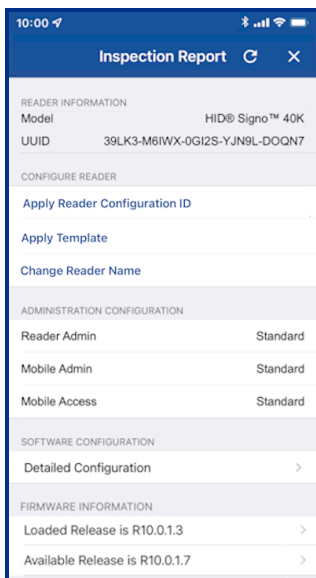 10:00
Inspection Report
READER INFORMATION
Model HID® Signo™ 40K
UUID 39LK3-M6IWX-0GI2S-YJN9L-DOQN7
CONFIGURE READER
Apply Reader Configuration ID
Apply Template
Change Reader Name
ADMINISTRATION CONFIGURATION
Reader Admin Standard
Mobile Admin Standard
Mobile Access Standard
SOFTWARE CONFIGURATION
Detailed Configuration
FIRMWARE INFORMATION
Loaded Release is R10.0.1.3
Available Release is R10.0.1.7